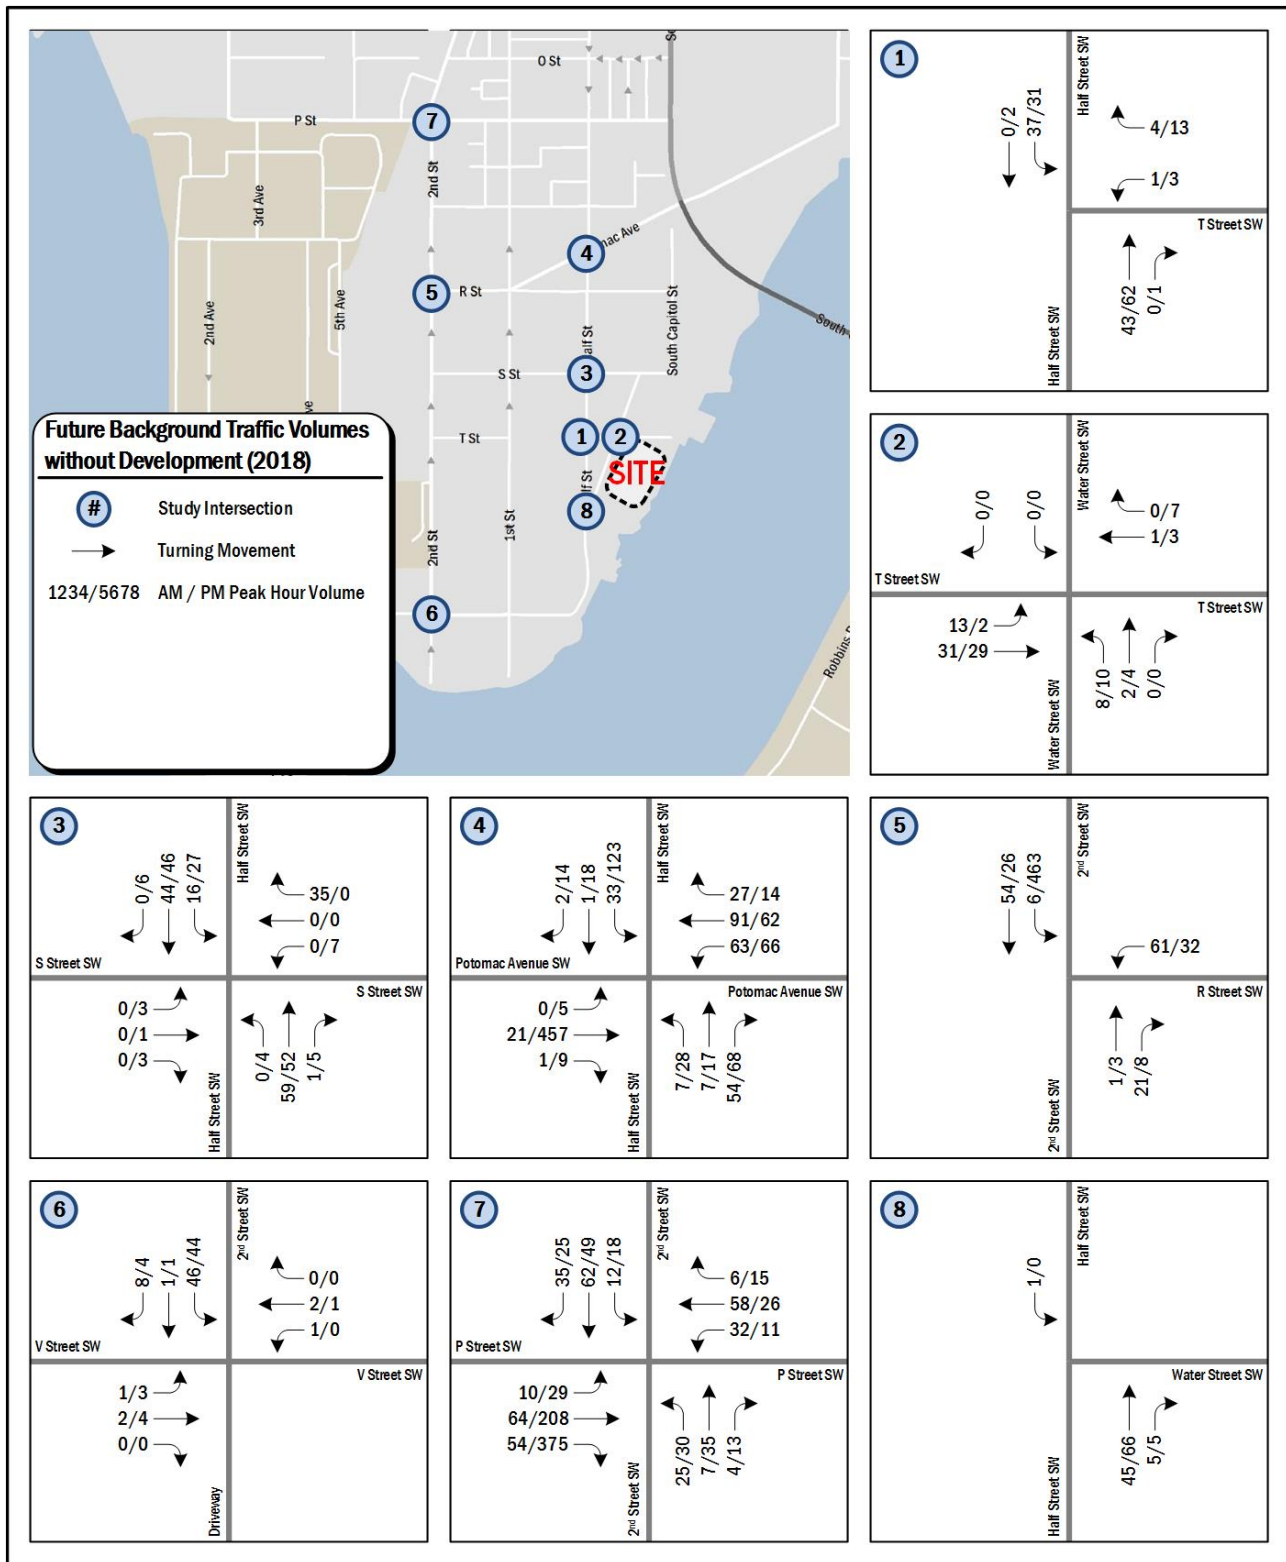 O St
Se
P St
7
2nd St
3rd Ave
4
mac Ave
5
R St
5th Ave
2nd Ave
South Capitol St
South
alf St
S St
3
ve
T St
1
2
SITE
lf St
8
1st St
2nd St
6
Robbins
Future Background Traffic Volumes
without Development (2018)
# Study Intersection
Turning Movement
1234/5678 AM / PM Peak Hour Volume
1
Half Street SW
0/2
37/31
4/13
1/3
T Street SW
43/62
0/1
Half Street SW
2
Water Street SW
0/0
0/0
0/7
1/3
T Street SW
T Street SW
13/2
31/29
8/10
2/4
0/0
Water Street SW
3
Half Street SW
0/6
44/46
16/27
35/0
0/0
0/7
S Street SW
S Street SW
0/3
0/1
0/3
0/4
59/52
1/5
Half Street SW
4
Half Street SW
2/14
1/18
33/123
27/14
91/62
63/66
Potomac Avenue SW
Potomac Avenue SW
0/5
21/457
1/9
7/28
7/17
54/68
Half Street SW
5
2nd Street SW
54/26
6/463
61/32
R Street SW
1/3
21/8
2nd Street SW
6
2nd Street SW
8/4
1/1
46/44
0/0
2/1
1/0
V Street SW
V Street SW
1/3
2/4
0/0
Driveway
7
2nd Street SW
35/25
62/49
12/18
6/15
58/26
32/11
P Street SW
P Street SW
10/29
64/208
54/375
25/30
7/35
4/13
2nd Street SW
8
Half Street SW
1/0
Water Street SW
45/66
5/5
Half Street SW